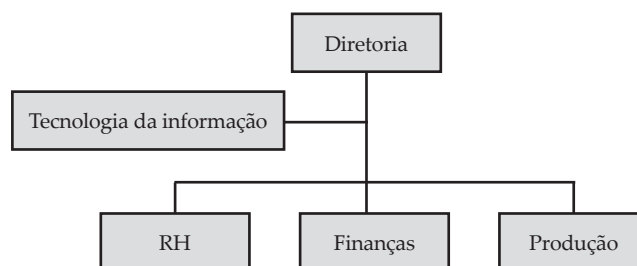 Diretoria
Tecnologia da informação
RH
Finanças
Produção